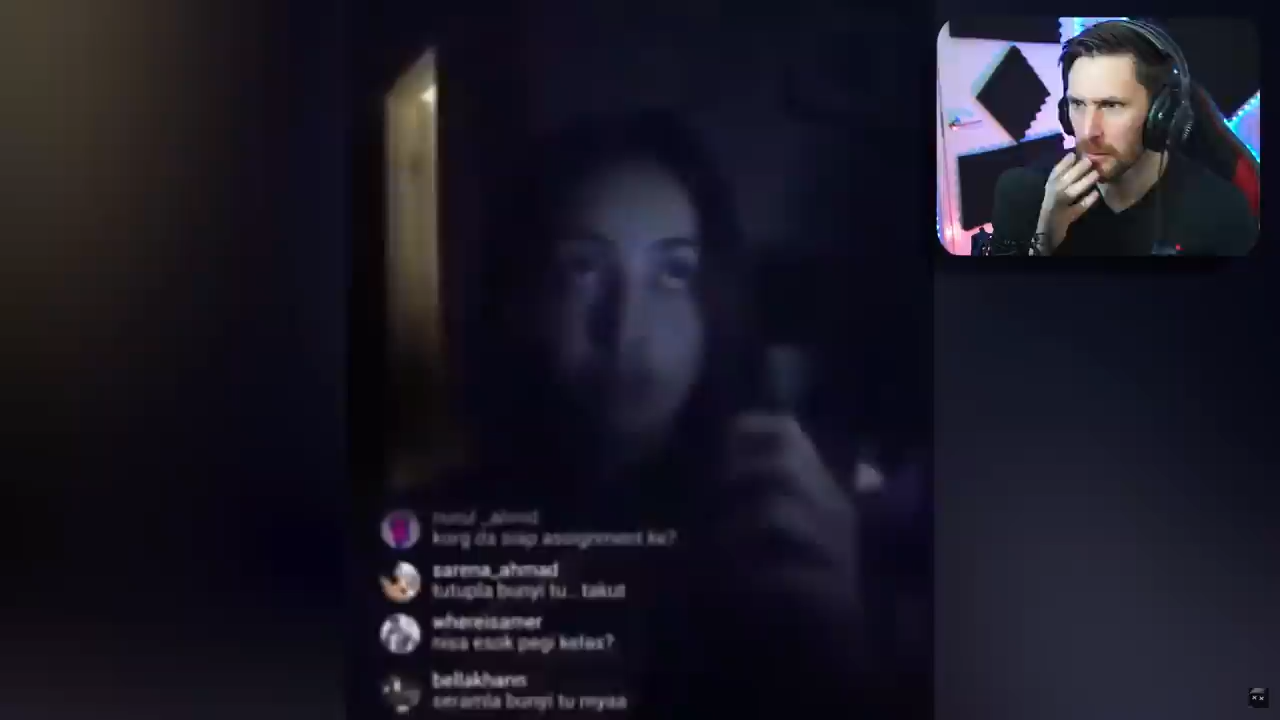 korg da siap assignment ke?
sarena_ahmad
tutupla bunyi tu.. takut
whereisamer
nisa esok pegi kelas?
bellakhann
seramla bunyi tu nyaa